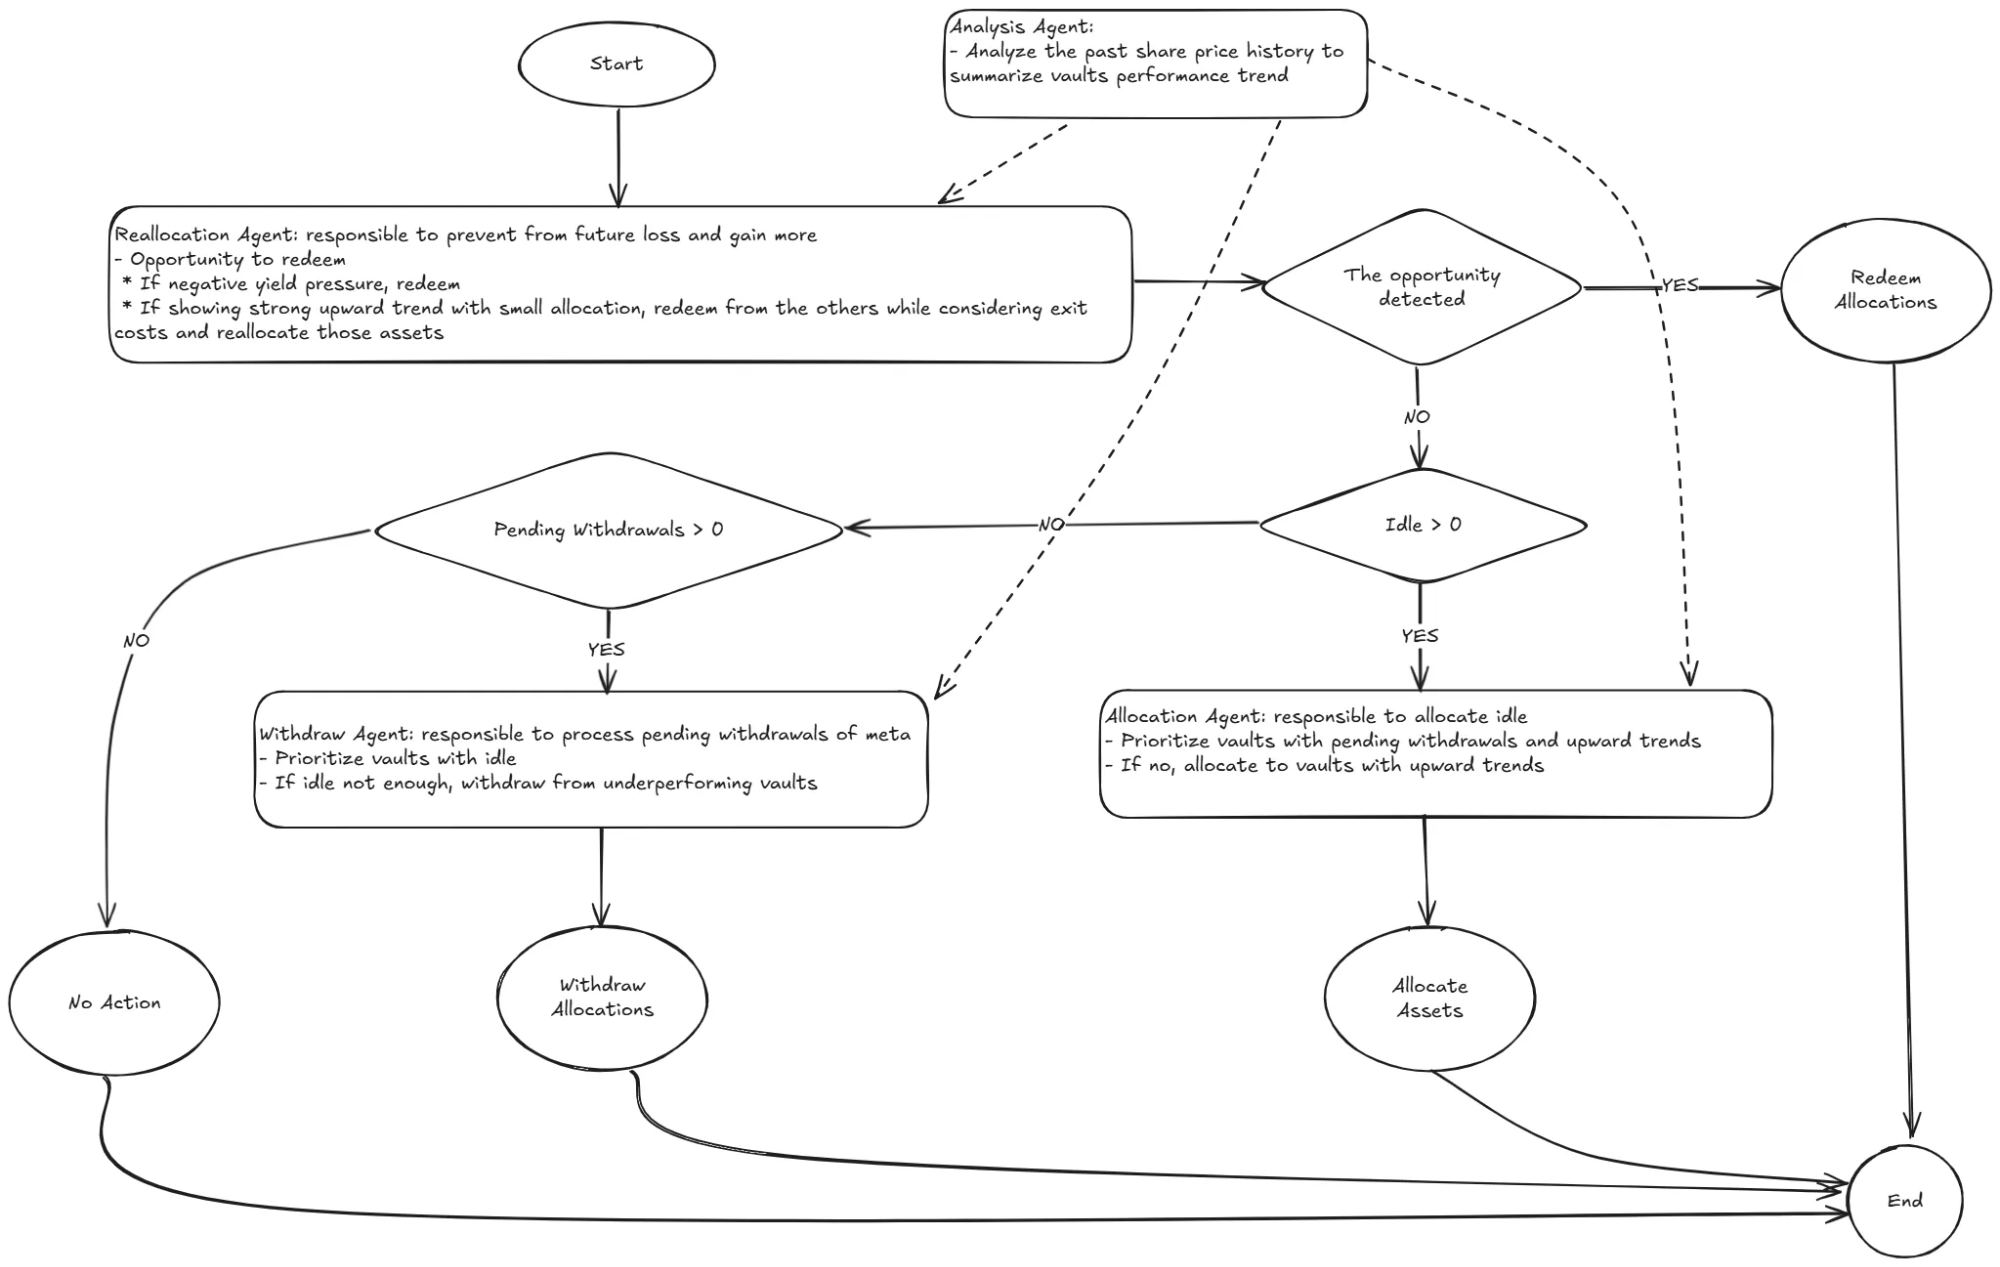 Start
Analysis Agent:
- Analyze the past share price history to
summarize vaults performance trend
Reallocation Agent: responsible to prevent from future loss and gain more
- Opportunity to redeem
* If negative yield pressure, redeem
* If showing strong upward trend with small allocation, redeem from the others while considering exit
costs and reallocate those assets
The opportunity
detected
YES
Redeem
Allocations
NO
Pending Withdrawals > 0
NO
Idle > 0
NO
YES
YES
Withdraw Agent: responsible to process pending withdrawals of meta
- Prioritize vaults with idle
- If idle not enough, withdraw from underperforming vaults
Allocation Agent: responsible to allocate idle
- Prioritize vaults with pending withdrawals and upward trends
- If no, allocate to vaults with upward trends
No Action
Withdraw
Allocations
Allocate
Assets
End